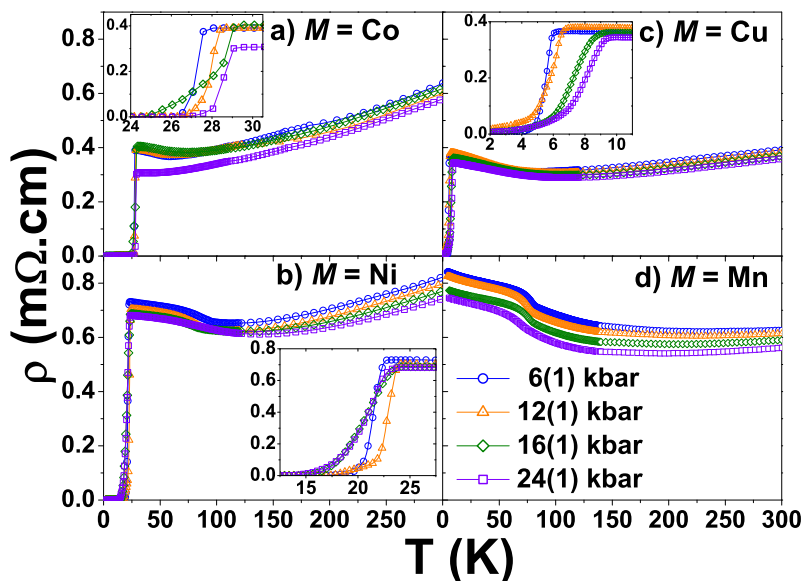 a) M = Co
0.4
0.2
0.0
24 26 28 30
c) M = Cu
0.4
0.2
0.0
2 4 6 8 10
0.8
0.6
0.4
0.2
0.0
b) M = Ni
0.8
0.6
0.4
0.2
0.0
15 20 25
d) M = Mn
6(1) kbar
12(1) kbar
16(1) kbar
24(1) kbar
0.8
0.6
0.4
0.2
0.0
0 50 100 150 200 250
0 50 100 150 200 250 300
ρ (mΩ.cm)
T (K)